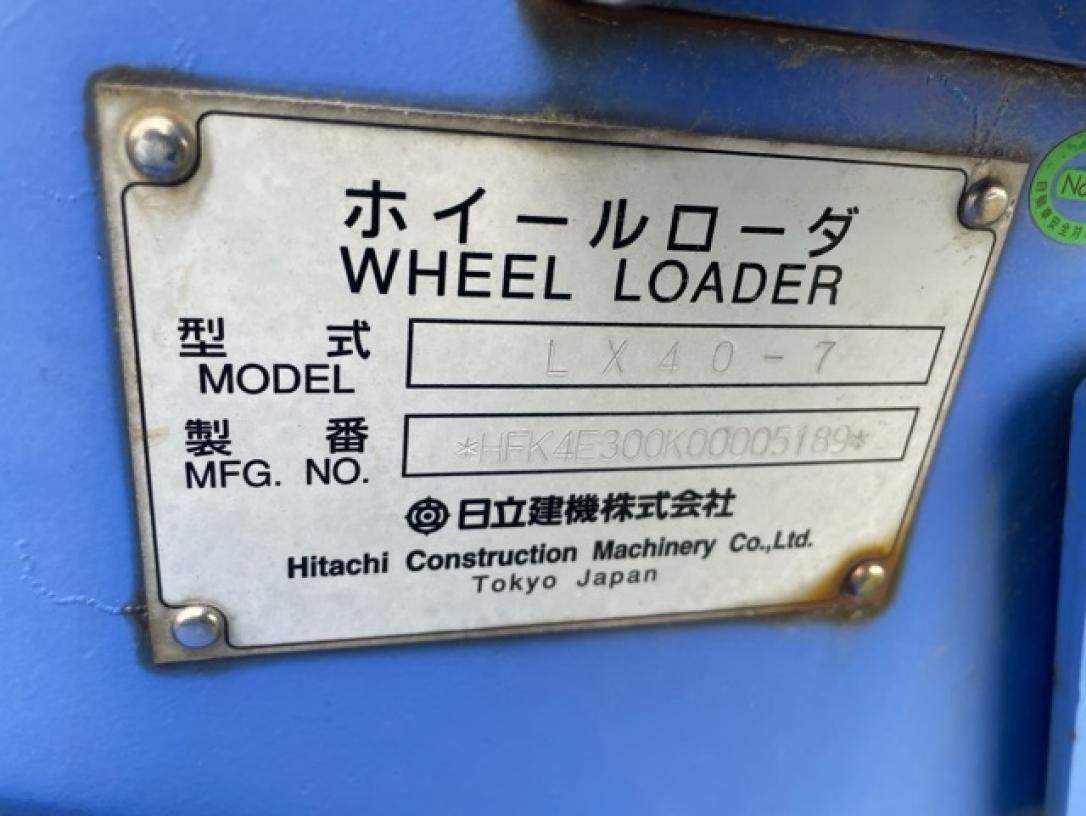 ホイールローダ
WHEEL LOADER
型式
LX40-7
MODEL
製番
*HFK4E300K00005189*
MFG. NO.
日立建機株式会社
Hitachi Construction Machinery Co.,Ltd.
Tokyo Japan